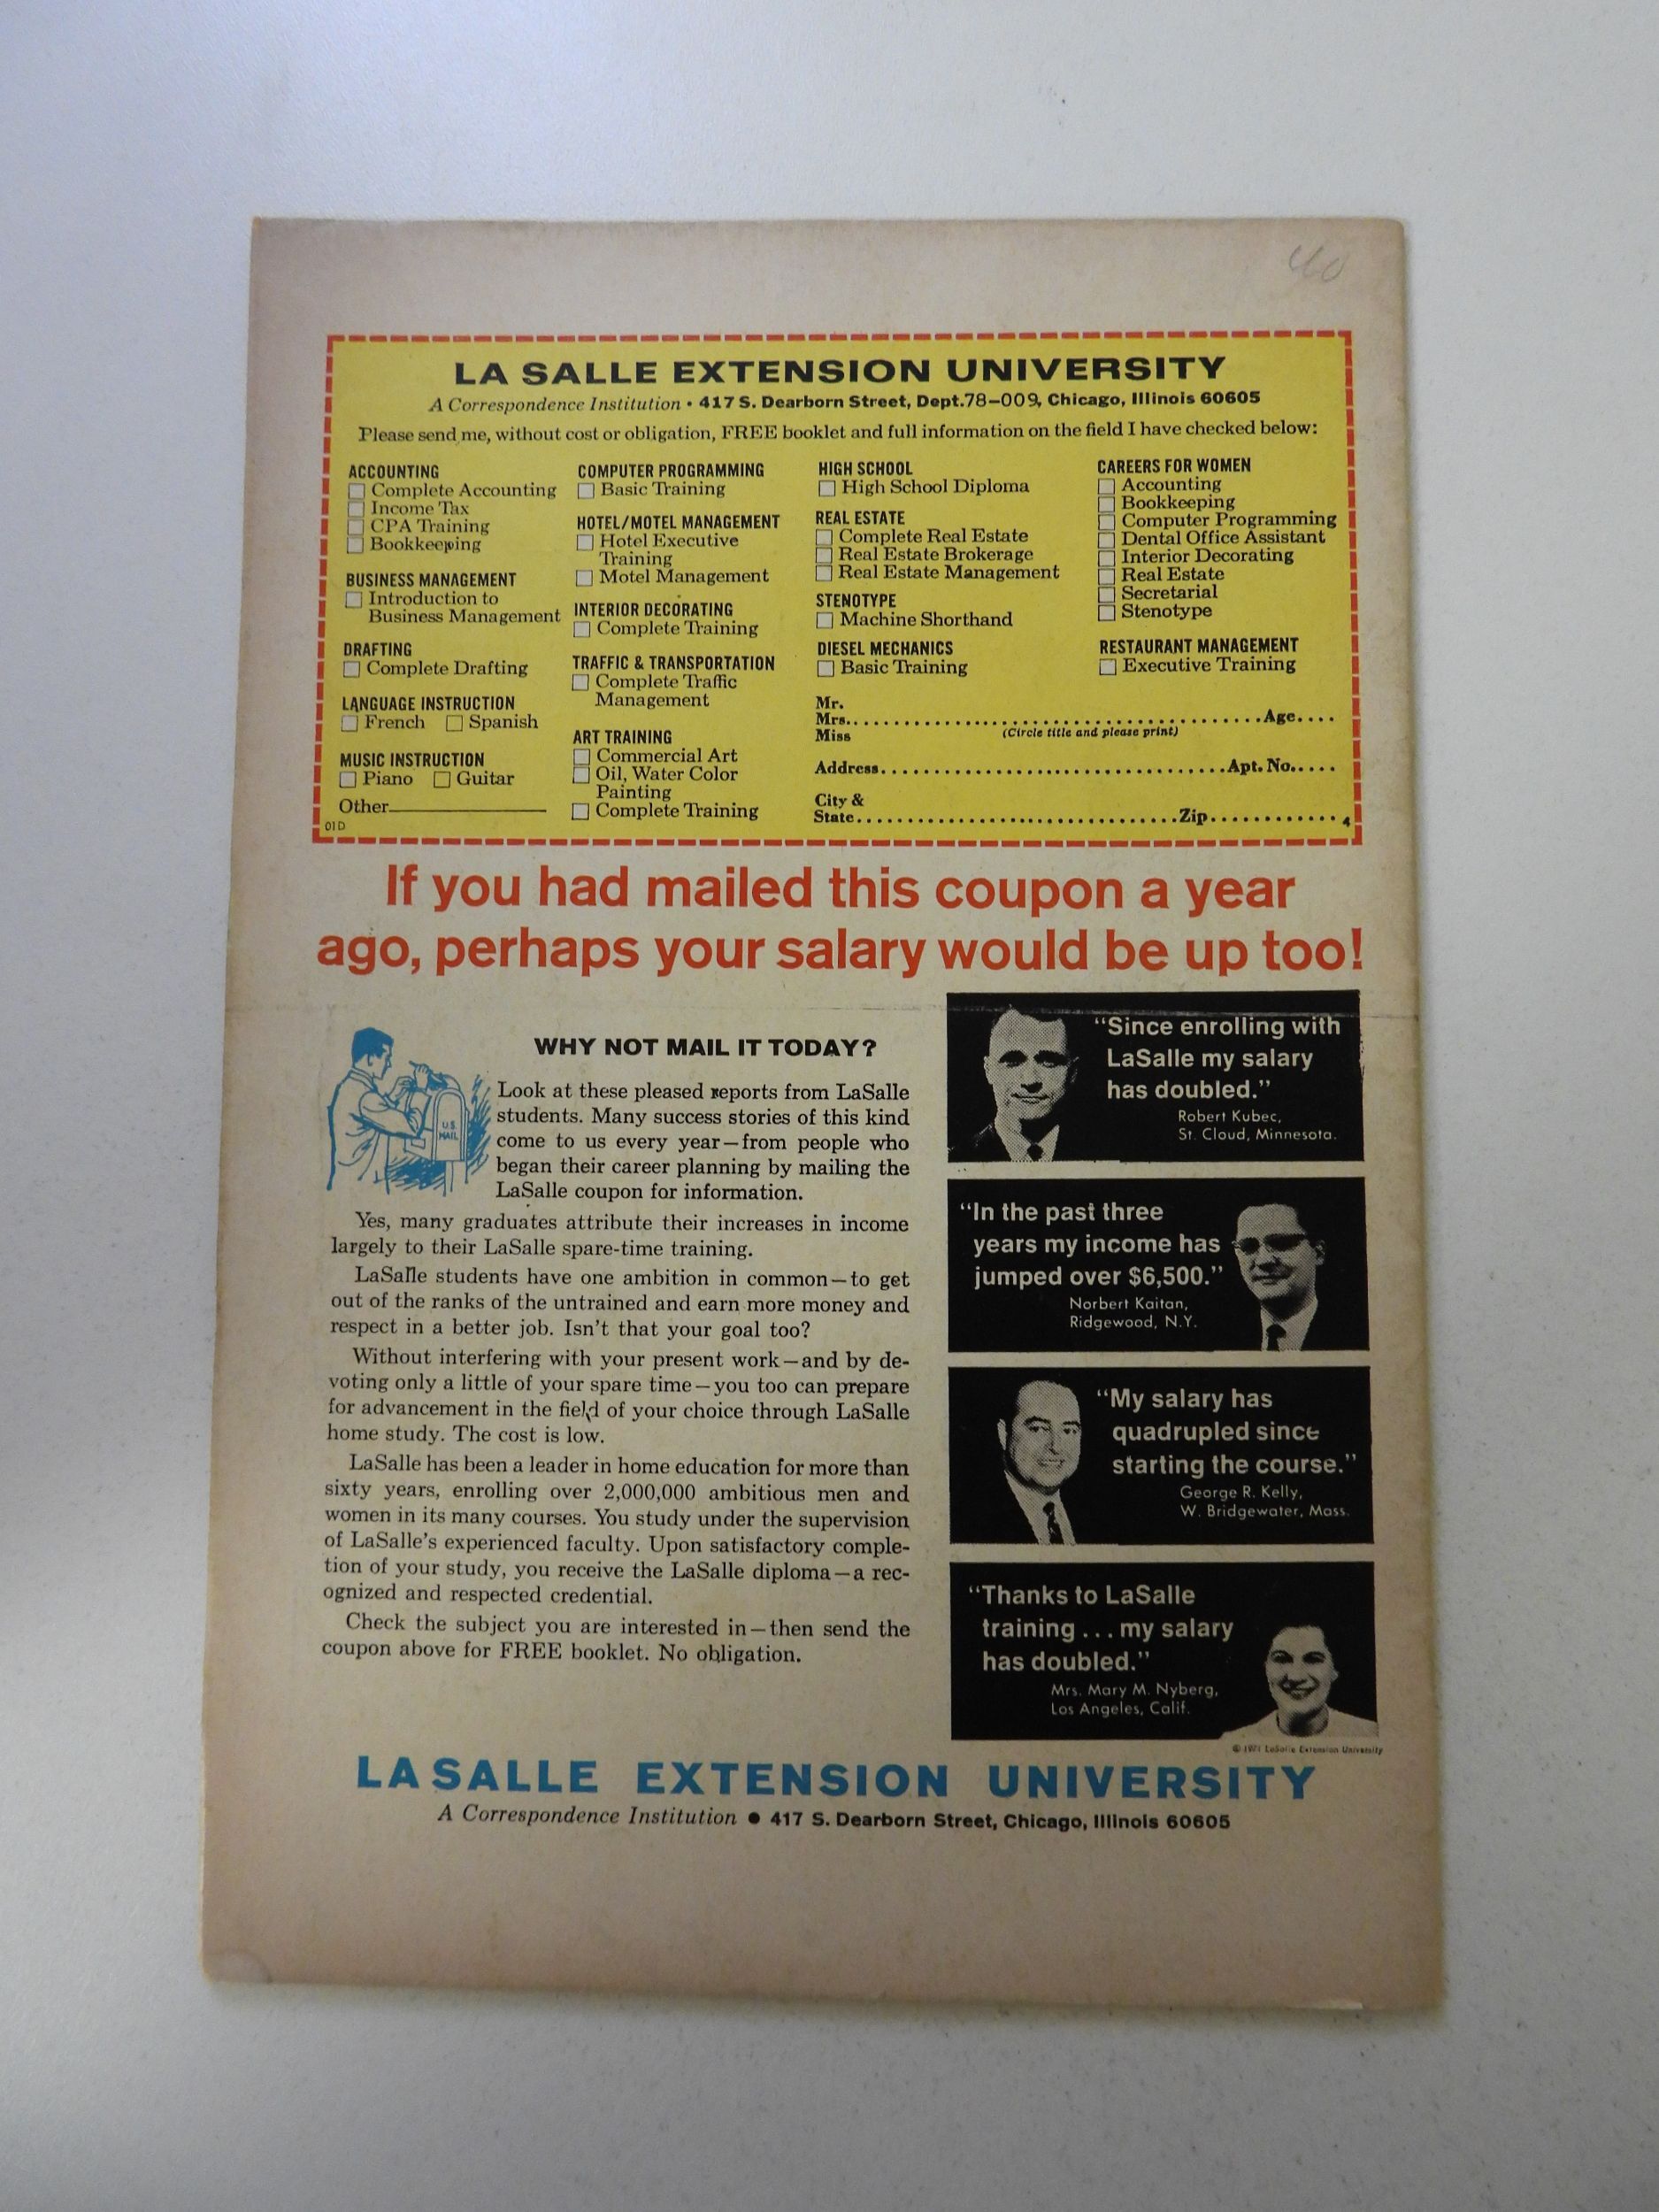 40
LA SALLE EXTENSION UNIVERSITY
A Correspondence Institution • 417 S. Dearborn Street, Dept.78-009, Chicago, Illinois 60605
Please send me, without cost or obligation, FREE booklet and full information on the field I have checked below:
ACCOUNTING
Complete Accounting
Income Tax
CPA Training
Bookkeeping
BUSINESS MANAGEMENT
Introduction to
Business Management
DRAFTING
Complete Drafting
LANGUAGE INSTRUCTION
French Spanish
MUSIC INSTRUCTION
Piano Guitar
Other
01D
COMPUTER PROGRAMMING
Basic Training
HOTEL/MOTEL MANAGEMENT
Hotel Executive
Training
Motel Management
INTERIOR DECORATING
Complete Training
TRAFFIC & TRANSPORTATION
Complete Traffic
Management
ART TRAINING
Commercial Art
Oil, Water Color
Painting
Complete Training
HIGH SCHOOL
High School Diploma
REAL ESTATE
Complete Real Estate
Real Estate Brokerage
Real Estate Management
STENOTYPE
Machine Shorthand
DIESEL MECHANICS
Basic Training
CAREERS FOR WOMEN
Accounting
Bookkeeping
Computer Programming
Dental Office Assistant
Interior Decorating
Real Estate
Secretarial
Stenotype
RESTAURANT MANAGEMENT
Executive Training
Mr.
Mrs. Age
Miss (Circle title and please print)
Address Apt. No.
City &
State Zip 4
If you had mailed this coupon a year
ago, perhaps your salary would be up too!
WHY NOT MAIL IT TODAY?
U.S.
MAIL
Look at these pleased reports from LaSalle
students. Many success stories of this kind
come to us every year—from people who
began their career planning by mailing the
LaSalle coupon for information.
Yes, many graduates attribute their increases in income
largely to their LaSalle spare-time training.
LaSalle students have one ambition in common—to get
out of the ranks of the untrained and earn more money and
respect in a better job. Isn't that your goal too?
Without interfering with your present work—and by de-
voting only a little of your spare time—you too can prepare
for advancement in the field of your choice through LaSalle
home study. The cost is low.
LaSalle has been a leader in home education for more than
sixty years, enrolling over 2,000,000 ambitious men and
women in its many courses. You study under the supervision
of LaSalle's experienced faculty. Upon satisfactory comple-
tion of your study, you receive the LaSalle diploma—a rec-
ognized and respected credential.
Check the subject you are interested in—then send the
coupon above for FREE booklet. No obligation.
"Since enrolling with
LaSalle my salary
has doubled."
Robert Kubec,
St. Cloud, Minnesota.
"In the past three
years my income has
jumped over $6,500."
Norbert Kaitan,
Ridgewood, N.Y.
"My salary has
quadrupled since
starting the course."
George R. Kelly,
W. Bridgewater, Mass.
"Thanks to LaSalle
training . . . my salary
has doubled."
Mrs. Mary M. Nyberg,
Los Angeles, Calif.
© 1971 LaSalle Extension University
LASALLE EXTENSION UNIVERSITY
A Correspondence Institution • 417 S. Dearborn Street, Chicago, Illinois 60605